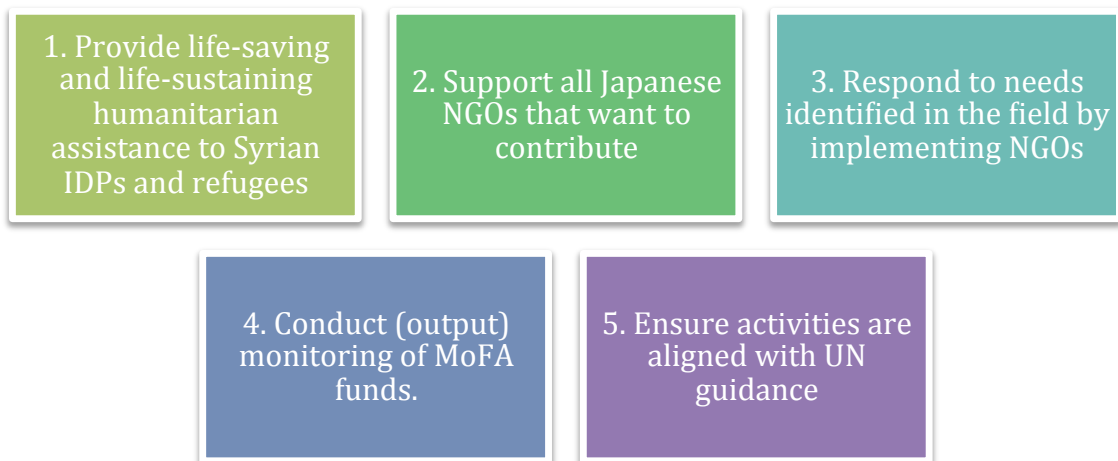 1. Provide life-saving
and life-sustaining
humanitarian
assistance to Syrian
IDPs and refugees
2. Support all Japanese
NGOs that want to
contribute
3. Respond to needs
identified in the field by
implementing NGOs
4. Conduct (output)
monitoring of MoFA
funds.
5. Ensure activities are
aligned with UN
guidance